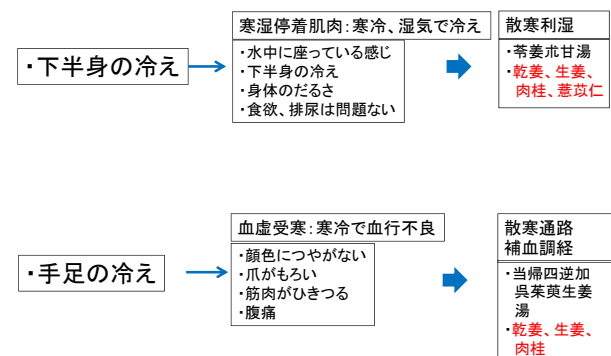 ・下半身の冷え
寒湿停着肌肉：寒冷、湿気で冷え
・水中に座っている感じ
・下半身の冷え
・身体のだるさ
・食欲、排尿は問題ない
散寒利湿
・苓姜朮甘湯
・乾姜、生姜、
肉桂、薏苡仁
・手足の冷え
血虚受寒：寒冷で血行不良
・顔色につやがない
・爪がもろい
・筋肉がひきつる
・腹痛
散寒通路
補血調経
・当帰四逆加
呉茱萸生姜
湯
・乾姜、生姜、
肉桂